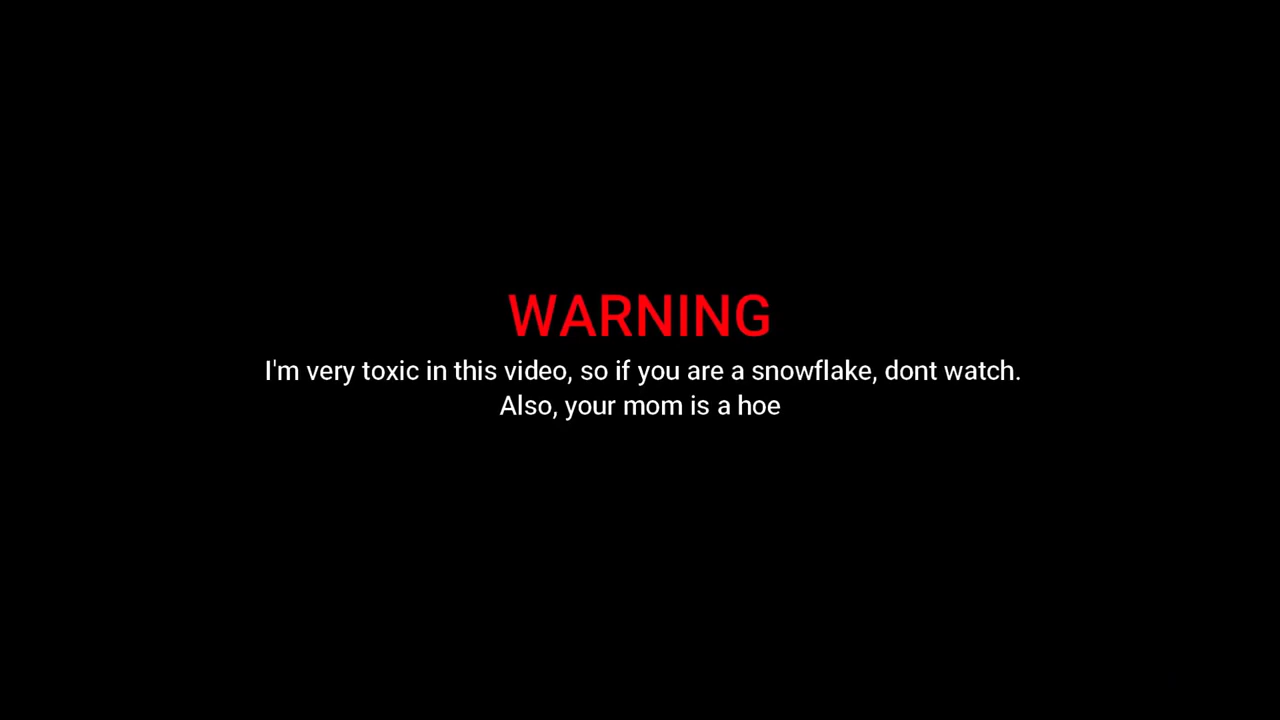 WARNING
I'm very toxic in this video, so if you are a snowflake, dont watch.
Also, your mom is a hoe